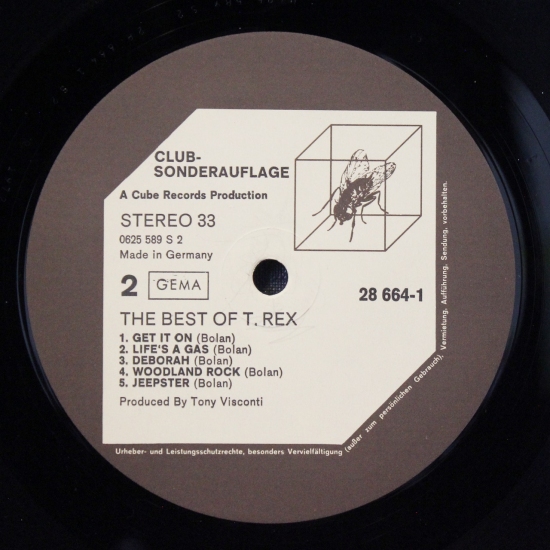 CLUB-
SONDERAUFLAGE
A Cube Records Production
STEREO 33
0625 589 S 2
Made in Germany
2 GEMA
28 664-1
THE BEST OF T. REX
1. GET IT ON (Bolan)
2. LIFE'S A GAS (Bolan)
3. DEBORAH (Bolan)
4. WOODLAND ROCK (Bolan)
5. JEEPSTER (Bolan)
Produced By Tony Visconti
Urheber- und Leistungsschutzrechte, besonders Vervielfältigung (außer zum persönlichen Gebrauch), Vermietung. Aufführung. Sendung, vorbehalten.